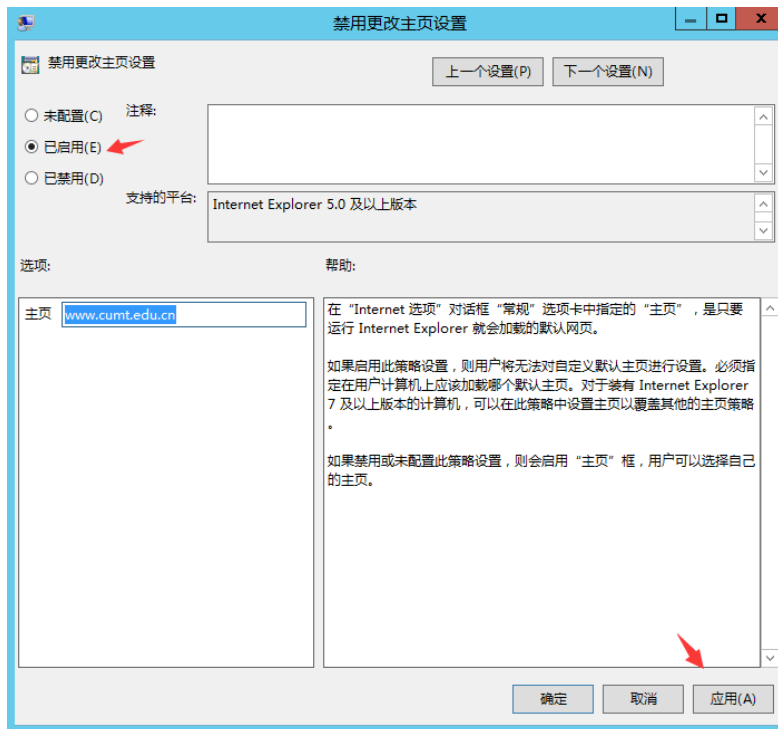 禁用更改主页设置
禁用更改主页设置
上一个设置(P)
下一个设置(N)
未配置(C)
注释:
已启用(E)
已禁用(D)
支持的平台:
Internet Explorer 5.0 及以上版本
选项:
帮助:
主页 www.cumt.edu.cn
在“Internet 选项”对话框“常规”选项卡中指定的“主页”，是只要
运行 Internet Explorer 就会加载的默认网页。
如果启用此策略设置，则用户将无法对自定义默认主页进行设置。必须指
定在用户计算机上应该加载哪个默认主页。对于装有 Internet Explorer
7 及以上版本的计算机，可以在此策略中设置主页以覆盖其他的主页策略
。
如果禁用或未配置此策略设置，则会启用“主页”框，用户可以选择自己
的主页。
确定
取消
应用(A)